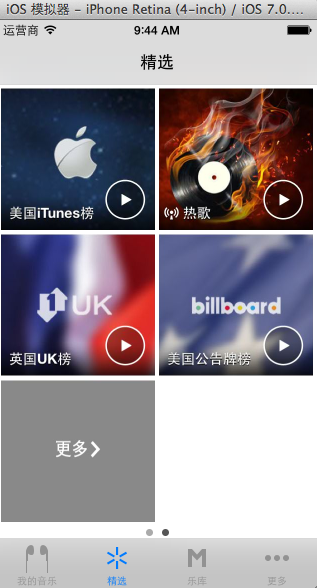 iOS 模拟器 - iPhone Retina (4-inch) / iOS 7.0....
运营商 9:44 AM
精选
美国iTunes榜
热歌
UK
英国UK榜
billboard
美国公告牌榜
更多
我的音乐 精选 乐库 更多